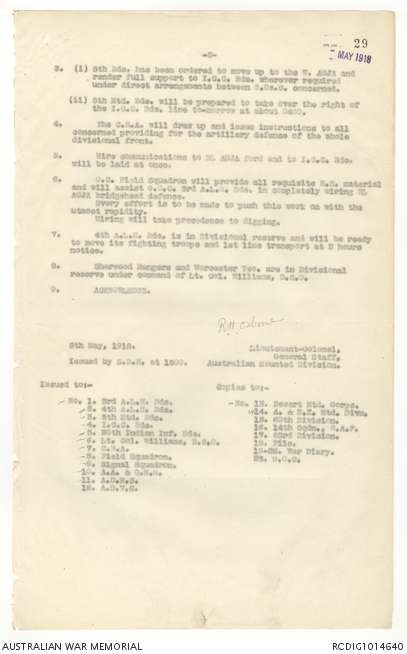 29
MAY 1918
-2-
3. (i) 5th Bde. has been ordered to move up to the W. AUJA and
render full support to I.C.C. Bde. wherever required
under direct arrangements between B.Ds.C. concerned.
(ii) 5th Mtd. Bde. will be prepared to take over the right of
the I.C.C. Bde. line to-morrow at about
4. The C.R.A. will draw up and issue instructions to all
concerned providing for the artillery defense of the whole
divisional front.
5. Wire communications to EL AUJA ford and to I.C.C. Bde.
will be laid at once.
6. O.C. Field Squadron will provide all requisite R.E. material
and will assist G.O.C. 3rd A.L.H. Bde. in completely wiring EL
AUJA bridgehead defence.
Every effort is to be made to push this work on with the
utmost rapidity.
Wiring will take precedence to digging.
7. 4th A.L.H. Bde. is in Divisional reserve and will be ready
to move its fighting troops and 1st line transport at 2 hours
notice.
8. Sherwood Rangers and Worcester Yeo. are in Divisional
reserve under command of Lt. Col. Williams, D.S.O.
9. ACKNOWLEDGE.
R H Osborne
Lieutenant-Colonel,
General Staff,
Australian Mounted Division.
5th May, 1918.
Issued by S.D.R. at 1500.
Issued to:-
No. 1. 3rd A.L.H. Bde.
2. 4th A.L.H. Bde.
3. 5th Mtd. Bde.
4. I.C.C. Bde.
5. 20th Indian Inf. Bde.
6. Lt. Col. Williams, D.S.O.
7. C.R.A.
8. Field Squadron.
9. Signal Squadron.
10. A.A. & Q.M.G.
11. A.D.M.S.
12. A.D.V.S.
Copies to:-
No. 13. Desert Mtd. Corps.
14. A. & N.Z. Mtd. Divn.
15. 60th Division.
16. 14th Sqdn., R.A.F.
17. 53rd Division.
18. File.
19-22. War Diary.
23. G.O.C.
AUSTRALIAN WAR MEMORIAL
RCDIG1014640